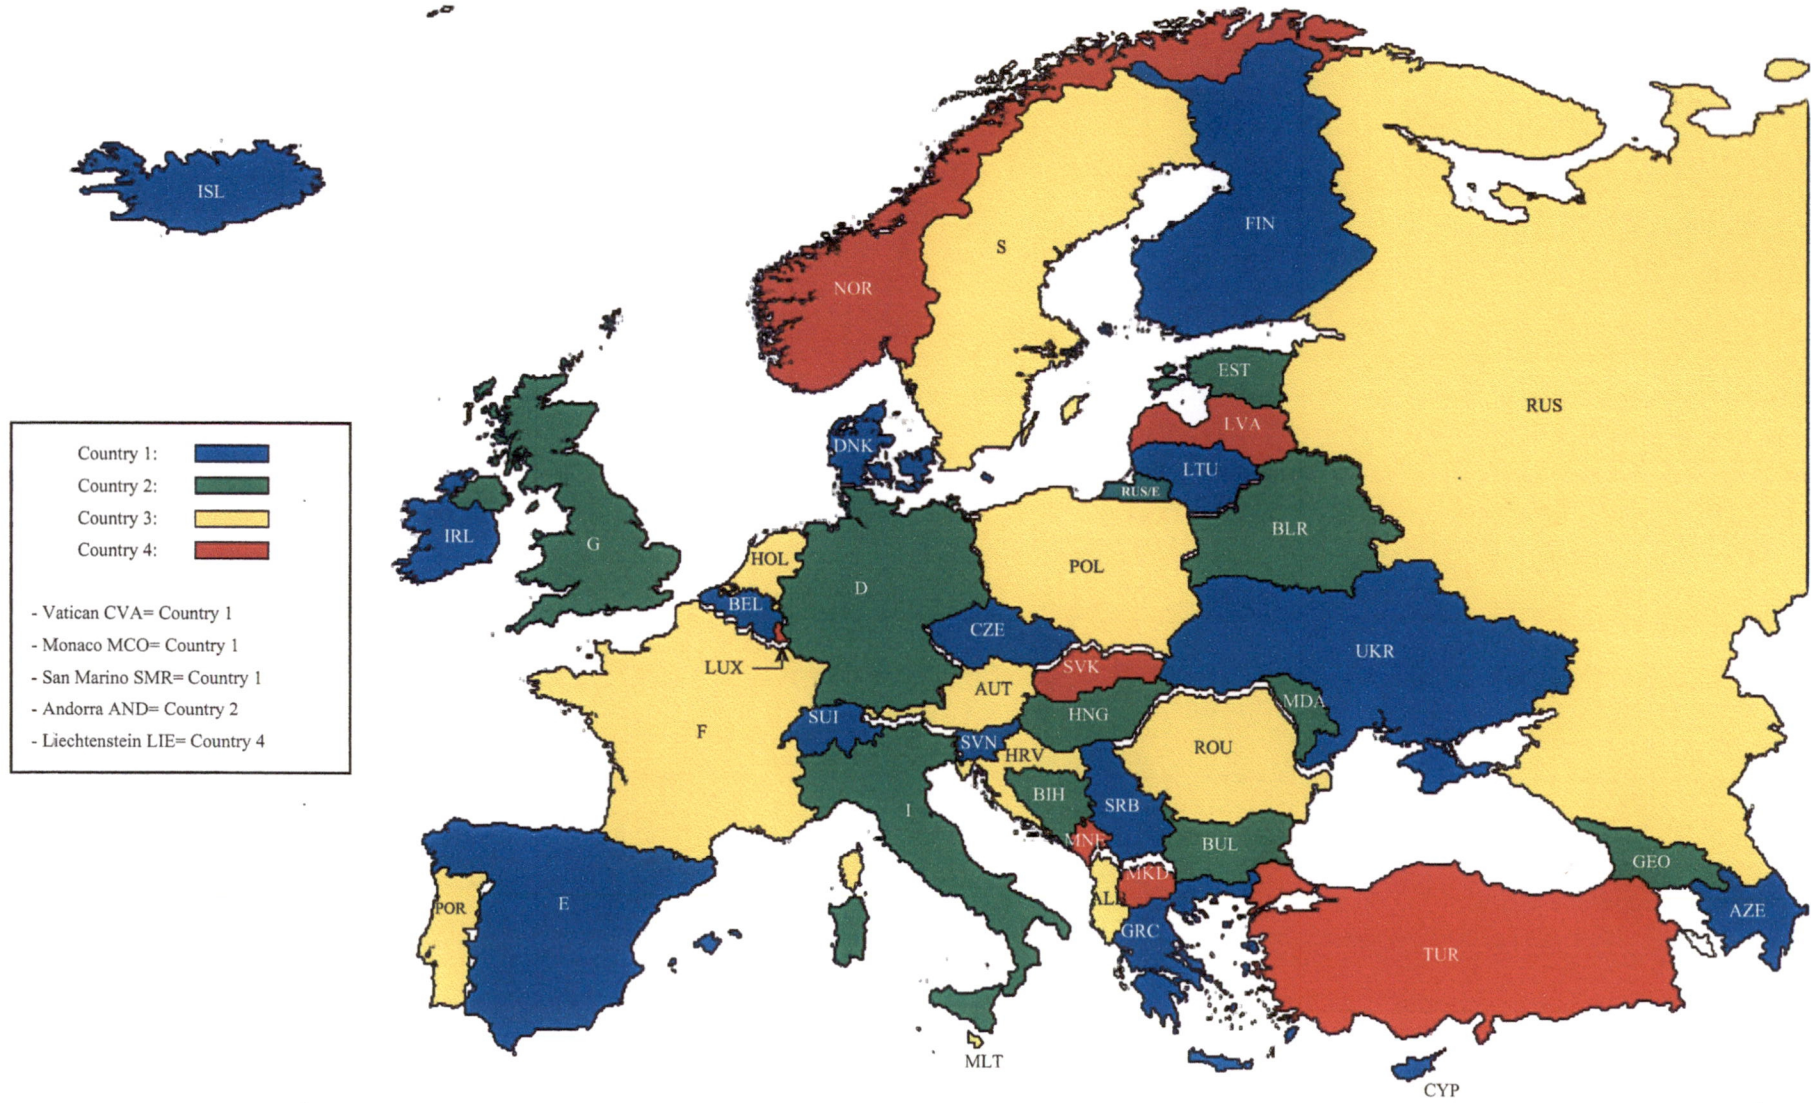 ISL
FIN
S
NOR
EST
RUS
LVA
DNK
LTU
RUS/E
BLR
IRL
G
HOL
D
POL
BEL
CZE
UKR
LUX
SVK
AUT
MDA
HNG
SUI
F
SVN
HRV
ROU
BIH
SRB
I
MNE
BUL
MKD
GEO
ALB
POR
E
GRC
AZE
TUR
MLT
CYP
Country 1:
Country 2:
Country 3:
Country 4:
- Vatican CVA= Country 1
- Monaco MCO= Country 1
- San Marino SMR= Country 1
- Andorra AND= Country 2
- Liechtenstein LIE= Country 4